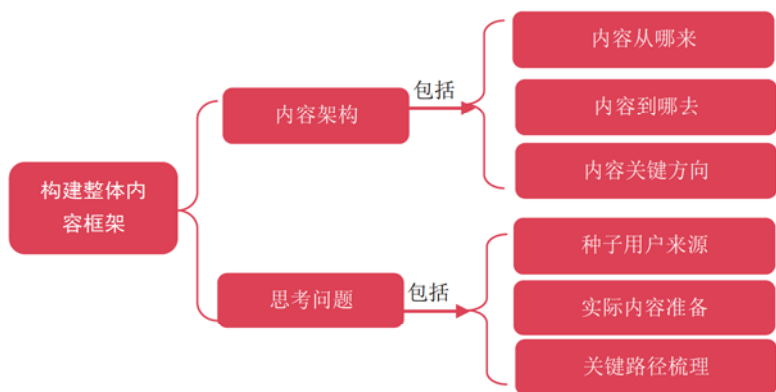 构建整体内
容框架
内容架构
包括
内容从哪来
内容到哪去
内容关键方向
思考问题
包括
种子用户来源
实际内容准备
关键路径梳理